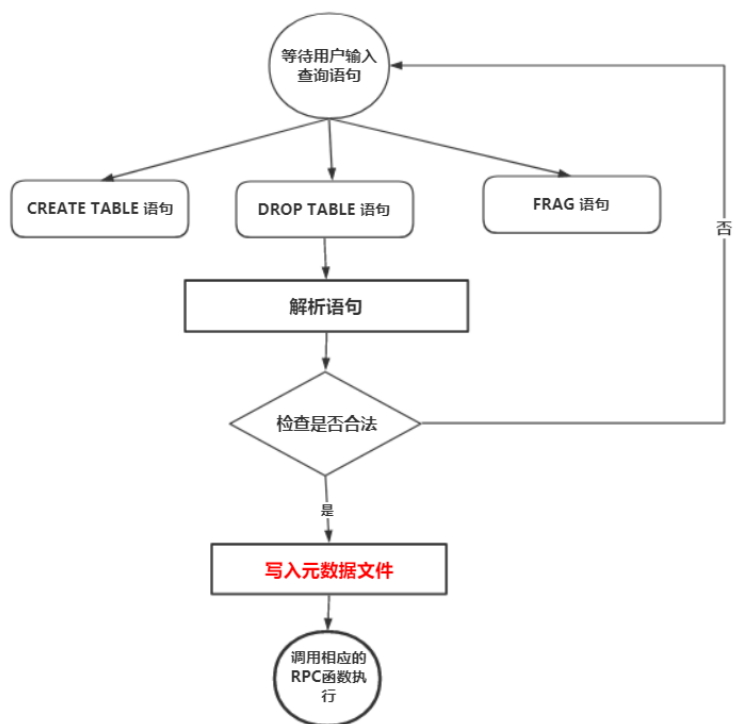 等待用户输入
查询语句
CREATE TABLE 语句
DROP TABLE 语句
FRAG 语句
否
解析语句
检查是否合法
是
写入元数据文件
调用相应的
RPC函数执
行